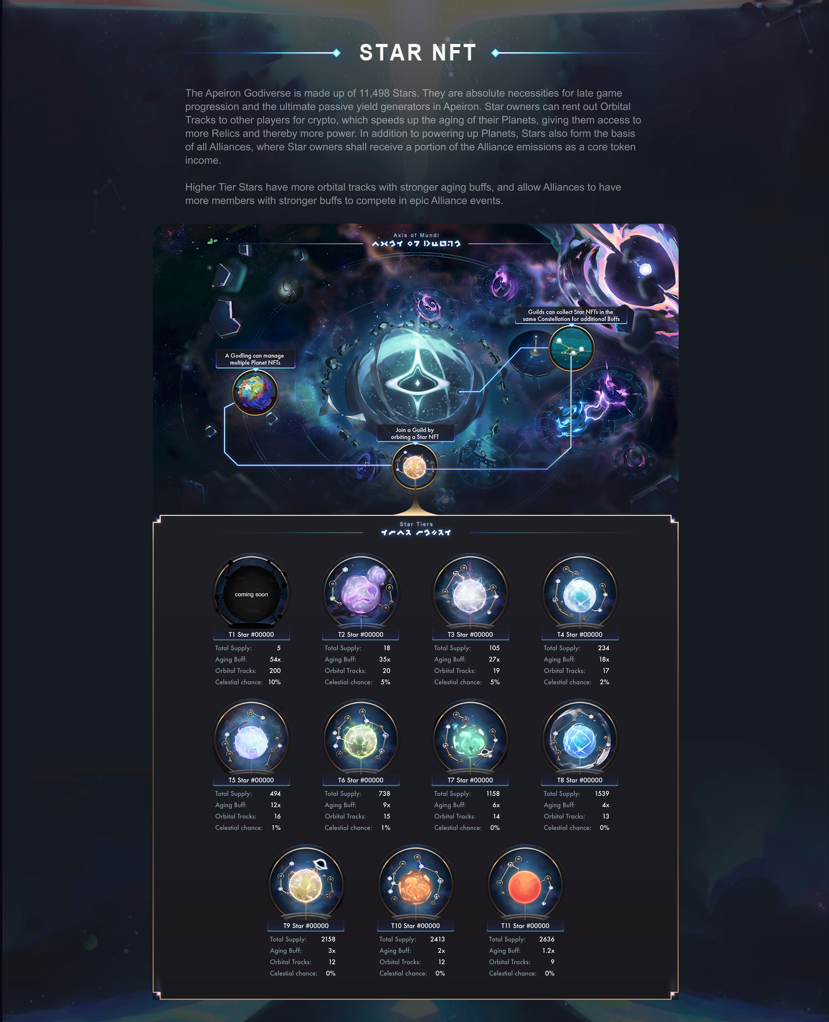 STAR NFT
The Apeiron Godiverse is made up of 11,498 Stars. They are absolute necessities for late game
progression and the ultimate passive yield generators in Apeiron. Star owners can rent out Orbital
Tracks to other players for crypto, which speeds up the aging of their Planets, giving them access to
more Relics and thereby more power. In addition to powering up Planets, Stars also form the basis
of all Alliances, where Star owners shall receive a portion of the Alliance emissions as a core token
income.
Higher Tier Stars have more orbital tracks with stronger aging buffs, and allow Alliances to have
more members with stronger buffs to compete in epic Alliance events.
Axis of Mundi
Guilds can collect Star NFTs in the
same Constellation for additional Buffs
A Godling can manage
multiple Planet NFTs
Join a Guild by
orbiting a Star NFT
Star Tiers
coming soon
T1 Star #00000 T2 Star #00000 T3 Star #00000 T4 Star #00000
Total Supply: 5 Total Supply: 18 Total Supply: 105 Total Supply: 234
Aging Buff: 54x Aging Buff: 35x Aging Buff: 27x Aging Buff: 18x
Orbital Tracks: 200 Orbital Tracks: 20 Orbital Tracks: 19 Orbital Tracks: 17
Celestial chance: 10% Celestial chance: 5% Celestial chance: 5% Celestial chance: 2%
T5 Star #00000 T6 Star #00000 T7 Star #00000 T8 Star #00000
Total Supply: 494 Total Supply: 738 Total Supply: 1158 Total Supply: 1539
Aging Buff: 12x Aging Buff: 9x Aging Buff: 6x Aging Buff: 4x
Orbital Tracks: 16 Orbital Tracks: 15 Orbital Tracks: 14 Orbital Tracks: 13
Celestial chance: 1% Celestial chance: 1% Celestial chance: 0% Celestial chance: 0%
T9 Star #00000 T10 Star #00000 T11 Star #00000
Total Supply: 2158 Total Supply: 2413 Total Supply: 2636
Aging Buff: 3x Aging Buff: 2x Aging Buff: 1.2x
Orbital Tracks: 12 Orbital Tracks: 12 Orbital Tracks: 9
Celestial chance: 0% Celestial chance: 0% Celestial chance: 0%